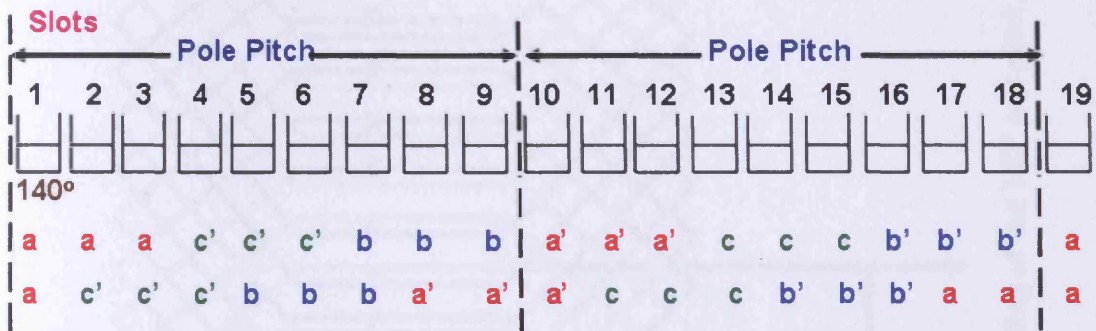 Slots
Pole Pitch Pole Pitch
1 2 3 4 5 6 7 8 9 10 11 12 13 14 15 16 17 18 19
140º
a a a c' c' c' b b b a' a' a' c c c b' b' b' a
a c' c' c' b b b a' a' a' c c c b' b' b' a a a